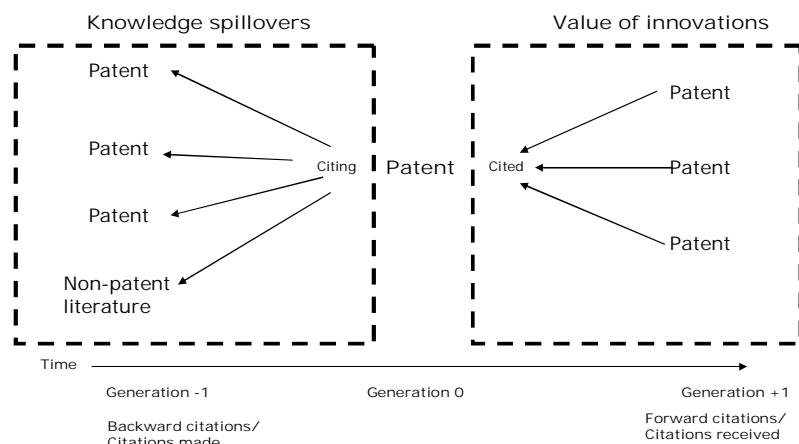 Knowledge spillovers
Value of innovations
Patent
Patent
Patent
Non-patent
literature
Citing
Patent
Cited
Patent
Patent
Patent
Time
Generation -1
Generation 0
Generation +1
Backward citations/
Citations made
Forward citations/
Citations received